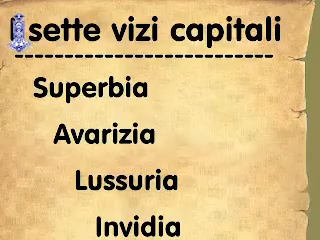 I sette vizi capitali
--------------------------
Superbia
Avarizia
Lussuria
Invidia